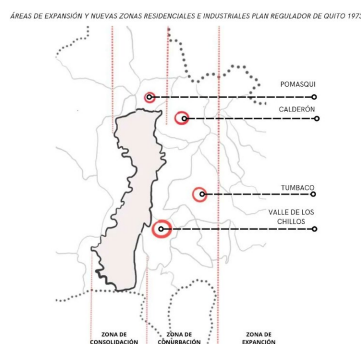 ÁREAS DE EXPANSIÓN Y NUEVAS ZONAS RESIDENCIALES E INDUSTRIALES PLAN REGULADOR DE QUITO 1973
POMASQUI
CALDERÓN
TUMBACO
VALLE DE LOS
CHILLOS
ZONA DE
CONSOLIDACIÓN
ZONA DE
CONURBACIÓN
ZONA DE
EXPANCIÓN